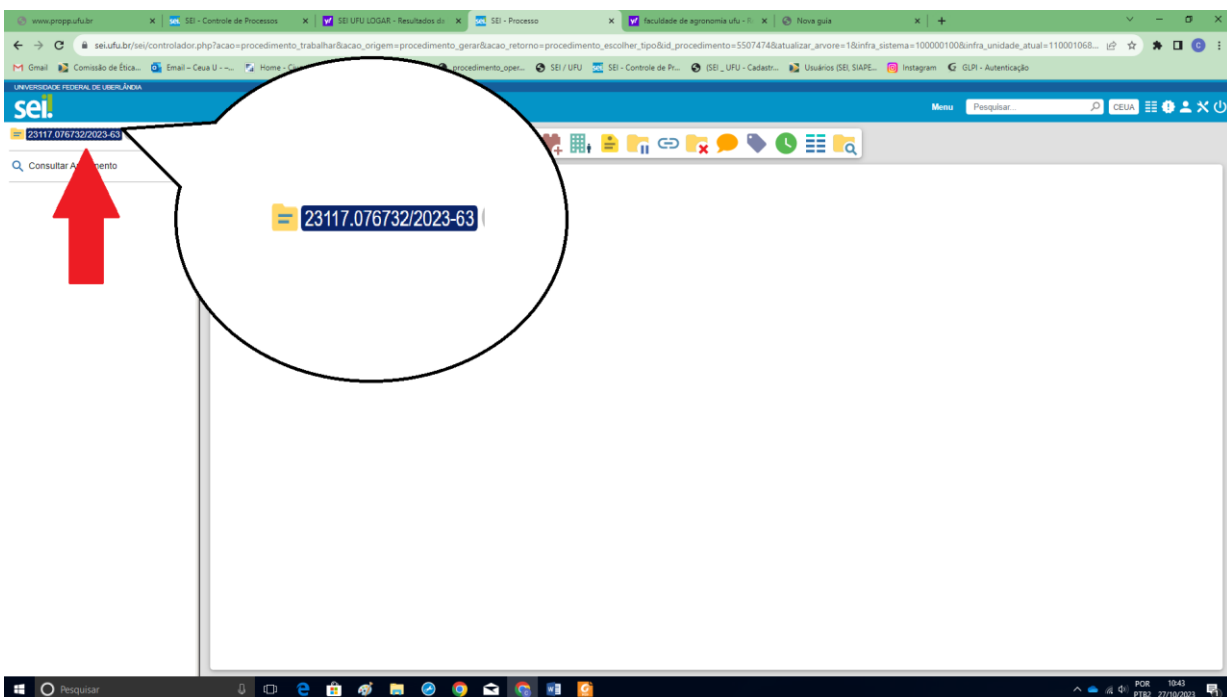 www.propp.ufu.br
SEI - Controle de Processos
SEI UFU LOGAR - Resultados da
SEI - Processo
faculdade de agronomia ufu -
Nova guia
sei.ufu.br/sei/controlador.php?acao=procedimento_trabalhar&acao_origem=procedimento_gerar&acao_retorno=procedimento_escolher_tipo&id_procedimento=5507474&atualizar_arvore=1&infra_sistema=100000100&infra_unidade_atual=110001068...
Gmail
Comissão de Ética...
Email – Ceua U - –...
Home -
procedimento_oper...
SEI / UFU
SEI - Controle de Pr...
(SEI _ UFU - Cadastr...
Usuários (SEI, SIAPE...
Instagram
GLPI - Autenticação
UNIVERSIDADE FEDERAL DE UBERLÂNDIA
sei!
Menu
Pesquisar...
CEUA
23117.076732/2023-63
Consultar
23117.076732/2023-63
Pesquisar
POR
PTB2
10:43
27/10/2023